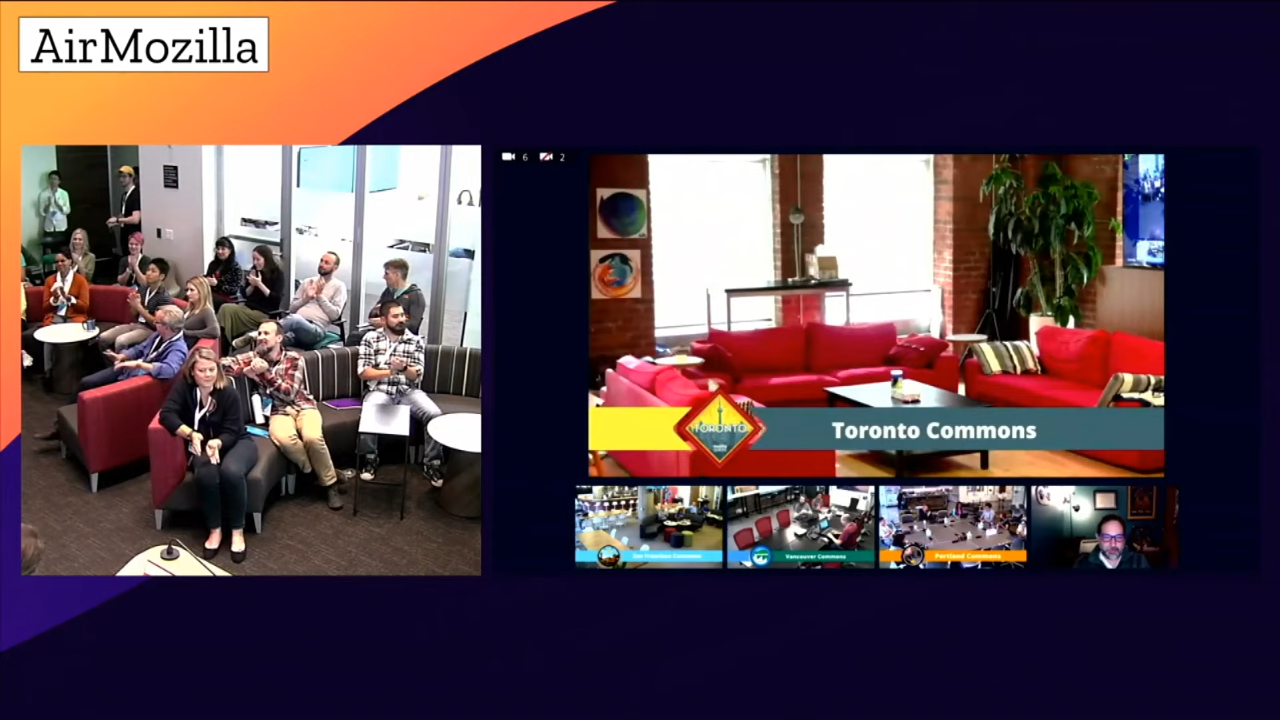 AirMozilla
6
2
TORONTO
Toronto Commons
San Francisco Commons
Vancouver Commons
Portland Commons